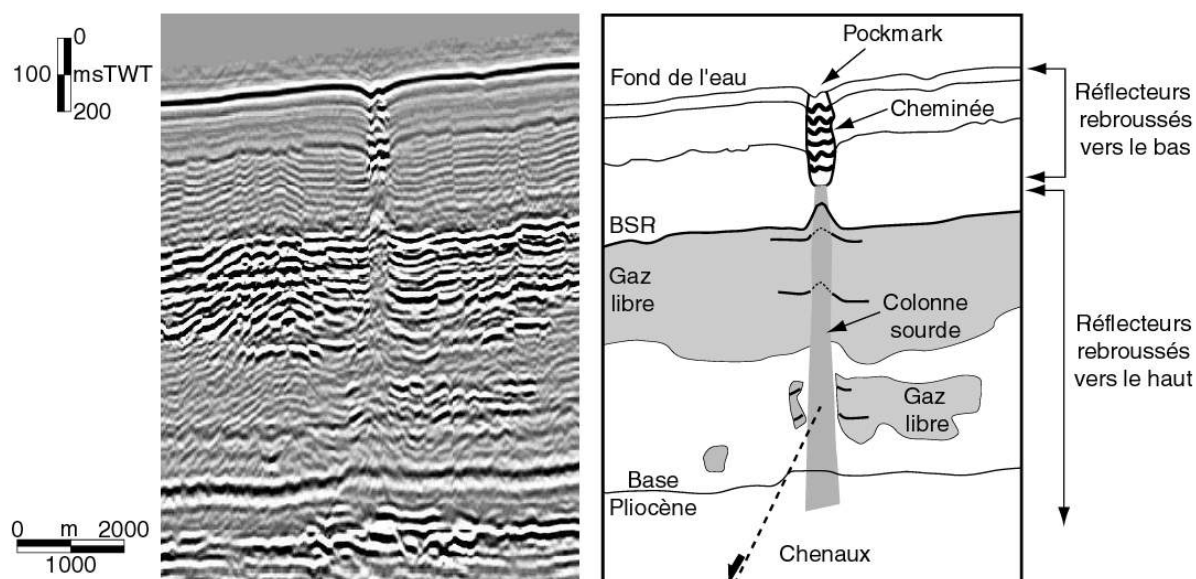 0
100 msTWT
200
0 m 2000
1000
Pockmark
Fond de l'eau
Cheminée
BSR
Gaz
libre
Colonne
sourde
Gaz
libre
Base
Pliocène
Chenaux
Réflecteurs
rebroussés
vers le bas
Réflecteurs
rebroussés
vers le haut